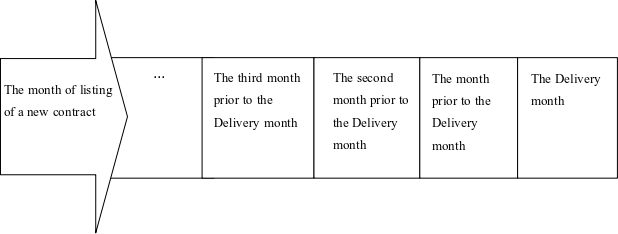 The month of listing
of a new contract
...
The third month
prior to the
Delivery month
The second
month prior to
the Delivery
month
The month
prior to the
Delivery
month
The Delivery
month